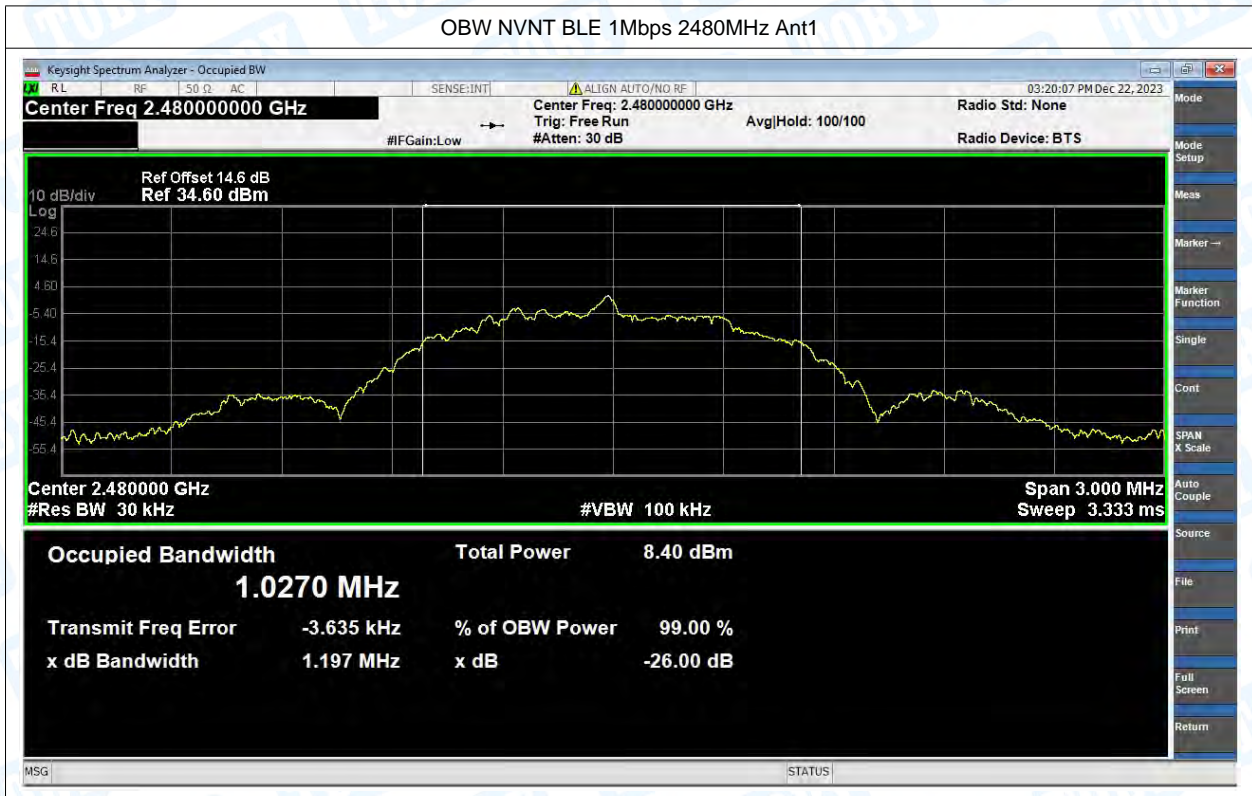 OBW NVNT BLE 1Mbps 2480MHz Ant1
Keysight Spectrum Analyzer - Occupied BW
LXI RL RF 50 Ω AC SENSE:INT ALIGN AUTO/NO RF 03:20:07 PM Dec 22, 2023
Center Freq 2.480000000 GHz
Center Freq: 2.480000000 GHz Radio Std: None
Trig: Free Run Avg|Hold: 100/100
#IFGain:Low #Atten: 30 dB Radio Device: BTS
Ref Offset 14.6 dB
10 dB/div Ref 34.60 dBm
Log
24.6
14.6
4.60
-5.40
-15.4
-25.4
-35.4
-45.4
-55.4
Center 2.480000 GHz Span 3.000 MHz
#Res BW 30 kHz #VBW 100 kHz Sweep 3.333 ms
Occupied Bandwidth Total Power 8.40 dBm
1.0270 MHz
Transmit Freq Error -3.635 kHz % of OBW Power 99.00 %
x dB Bandwidth 1.197 MHz x dB -26.00 dB
MSG STATUS
Mode
Mode
Setup
Meas
Marker →
Marker
Function
Single
Cont
SPAN
X Scale
Auto
Couple
Source
File
Print
Full
Screen
Return
TOBY